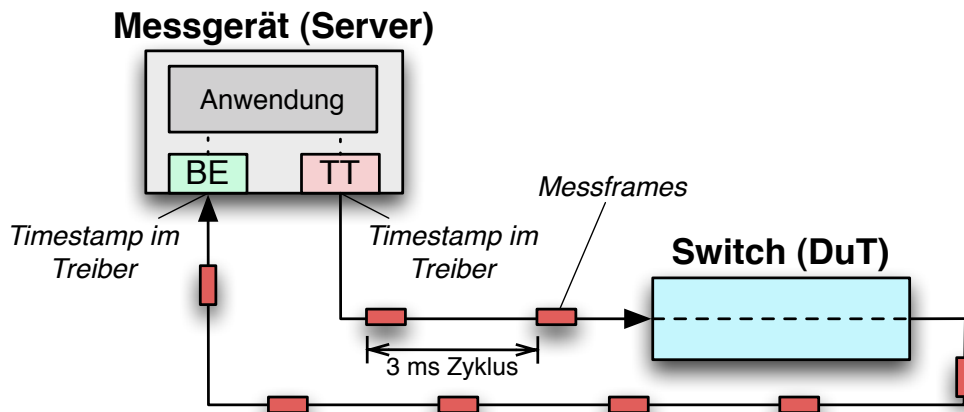 Messgerät (Server)
Anwendung
BE
TT
Timestamp im
Treiber
Timestamp im
Treiber
Messframes
Switch (DuT)
3 ms Zyklus